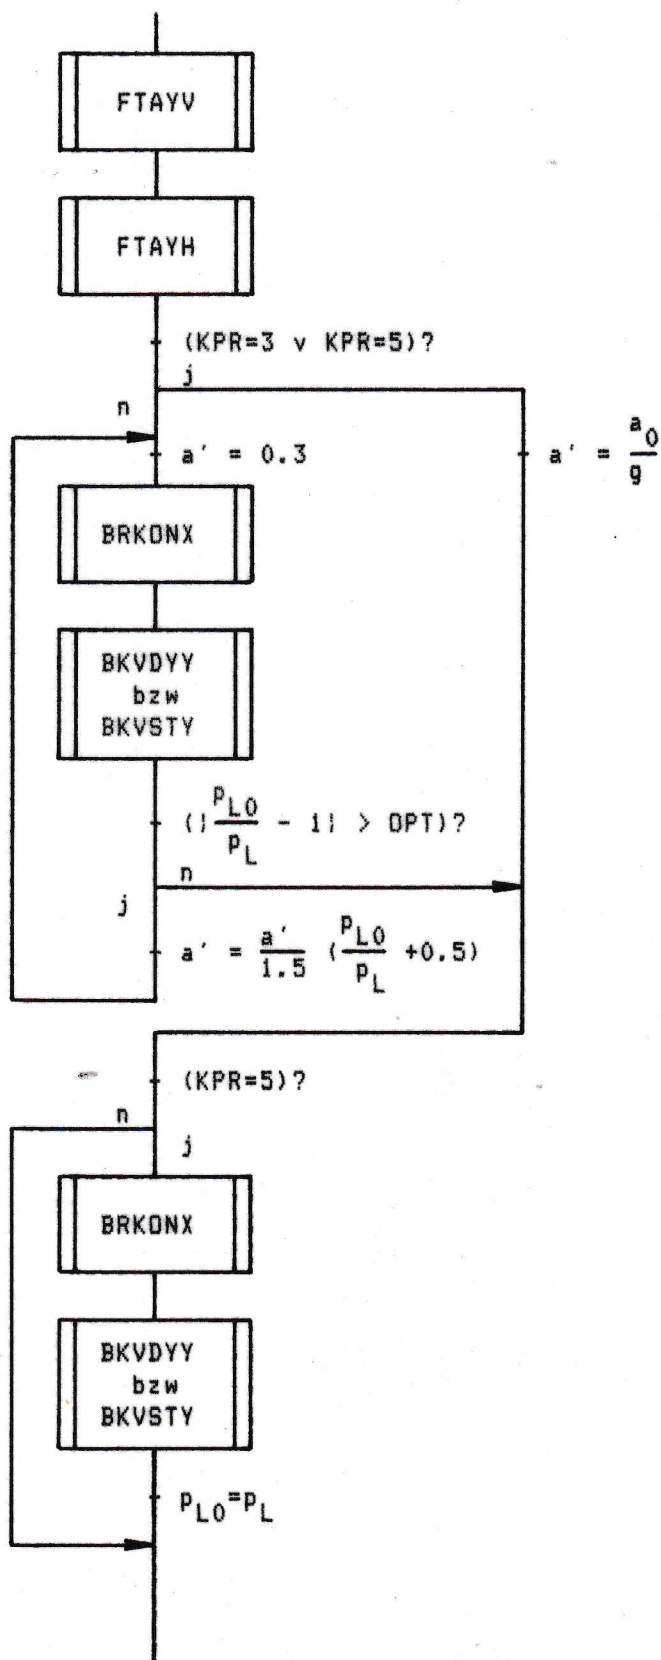 FTAYV
FTAYH
(KPR=3 v KPR=5)?
j
n
a' = 0.3
a' = a0/g
BRKONX
BKVDYY
bzw
BKVSTY
(|pL0/pL - 1| > OPT)?
n
j
a' = a'/1.5 (pL0/pL +0.5)
(KPR=5)?
n
j
BRKONX
BKVDYY
bzw
BKVSTY
pL0=pL